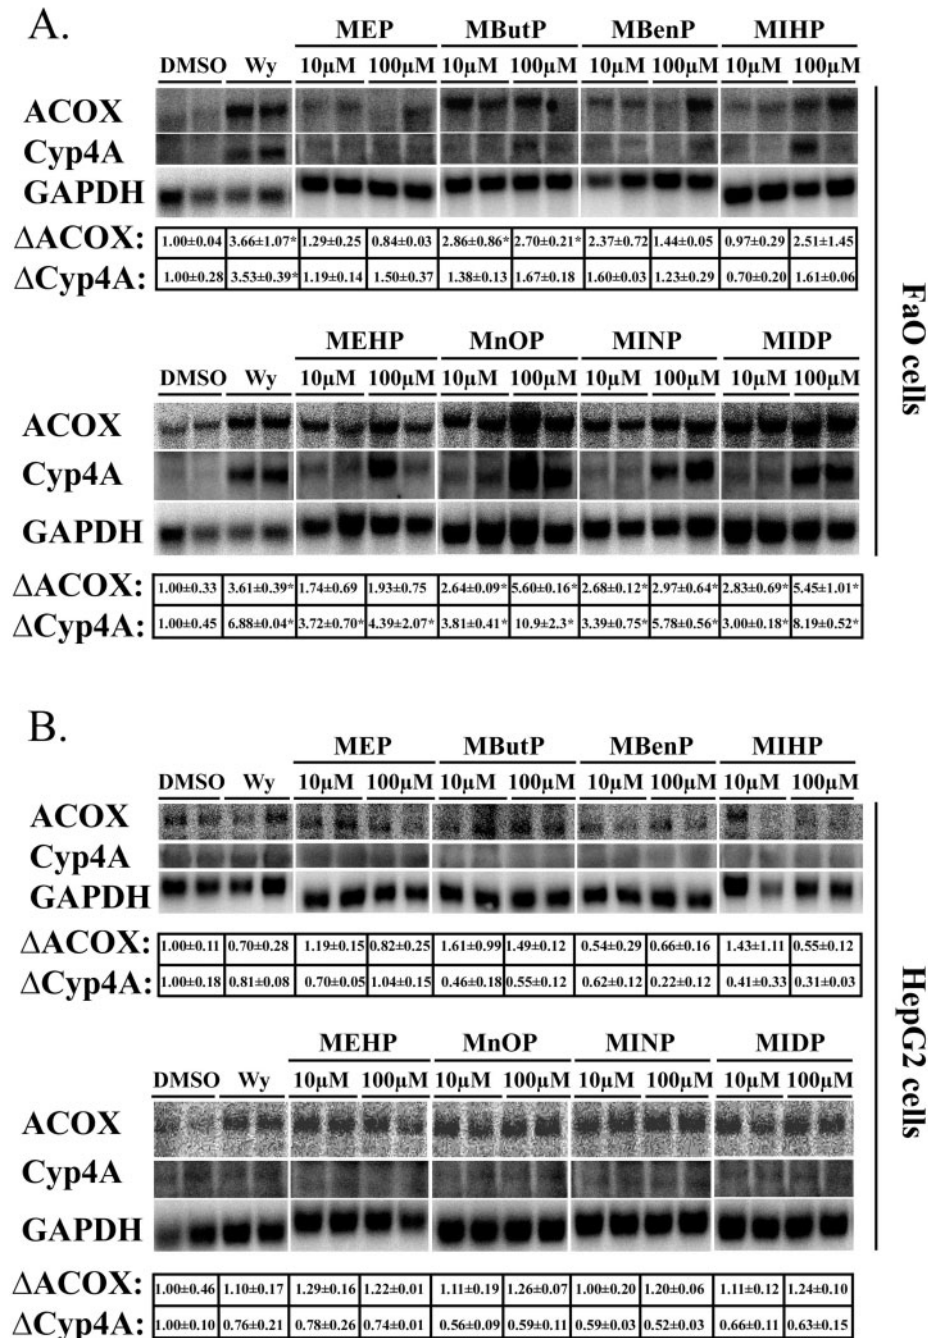 A.
MEP MButP MBenP MIHP
DMSO Wy 10µM 100µM 10µM 100µM 10µM 100µM 10µM 100µM
ACOX
Cyp4A
GAPDH
ΔACOX: 1.00±0.04 3.66±1.07* 1.29±0.25 0.84±0.03 2.86±0.86* 2.70±0.21* 2.37±0.72 1.44±0.05 0.97±0.29 2.51±1.45
ΔCyp4A: 1.00±0.28 3.53±0.39* 1.19±0.14 1.50±0.37 1.38±0.13 1.67±0.18 1.60±0.03 1.23±0.29 0.70±0.20 1.61±0.06
FaO cells
MEHP MnOP MINP MIDP
DMSO Wy 10µM 100µM 10µM 100µM 10µM 100µM 10µM 100µM
ACOX
Cyp4A
GAPDH
ΔACOX: 1.00±0.33 3.61±0.39* 1.74±0.69 1.93±0.75 2.64±0.09* 5.60±0.16* 2.68±0.12* 2.97±0.64* 2.83±0.69* 5.45±1.01*
ΔCyp4A: 1.00±0.45 6.88±0.04* 3.72±0.70* 4.39±2.07* 3.81±0.41* 10.9±2.3* 3.39±0.75* 5.78±0.56* 3.00±0.18* 8.19±0.52*
B.
MEP MButP MBenP MIHP
DMSO Wy 10µM 100µM 10µM 100µM 10µM 100µM 10µM 100µM
ACOX
Cyp4A
GAPDH
ΔACOX: 1.00±0.11 0.70±0.28 1.19±0.15 0.82±0.25 1.61±0.99 1.49±0.12 0.54±0.29 0.66±0.16 1.43±1.11 0.55±0.12
ΔCyp4A: 1.00±0.18 0.81±0.08 0.70±0.05 1.04±0.15 0.46±0.18 0.55±0.12 0.62±0.12 0.22±0.12 0.41±0.33 0.31±0.03
HepG2 cells
MEHP MnOP MINP MIDP
DMSO Wy 10µM 100µM 10µM 100µM 10µM 100µM 10µM 100µM
ACOX
Cyp4A
GAPDH
ΔACOX: 1.00±0.46 1.10±0.17 1.29±0.16 1.22±0.01 1.11±0.19 1.26±0.07 1.00±0.20 1.20±0.06 1.11±0.12 1.24±0.10
ΔCyp4A: 1.00±0.10 0.76±0.21 0.78±0.26 0.74±0.01 0.56±0.09 0.59±0.11 0.59±0.03 0.52±0.03 0.66±0.11 0.63±0.15